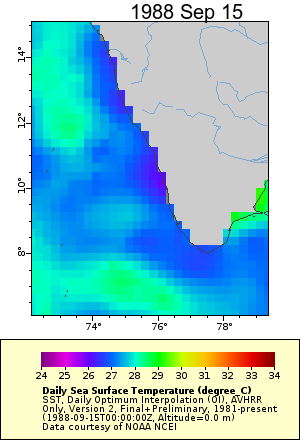 1988 Sep 15
14°
12°
10°
8°
74°
76°
78°
24 25 26 27 28 29 30 31 32 33 34
Daily Sea Surface Temperature (degree_C)
SST, Daily Optimum Interpolation (OI), AVHRR
Only, Version 2, Final+Preliminary, 1981-present
(1988-09-15T00:00:00Z, Altitude=0.0 m)
Data courtesy of NOAA NCEI